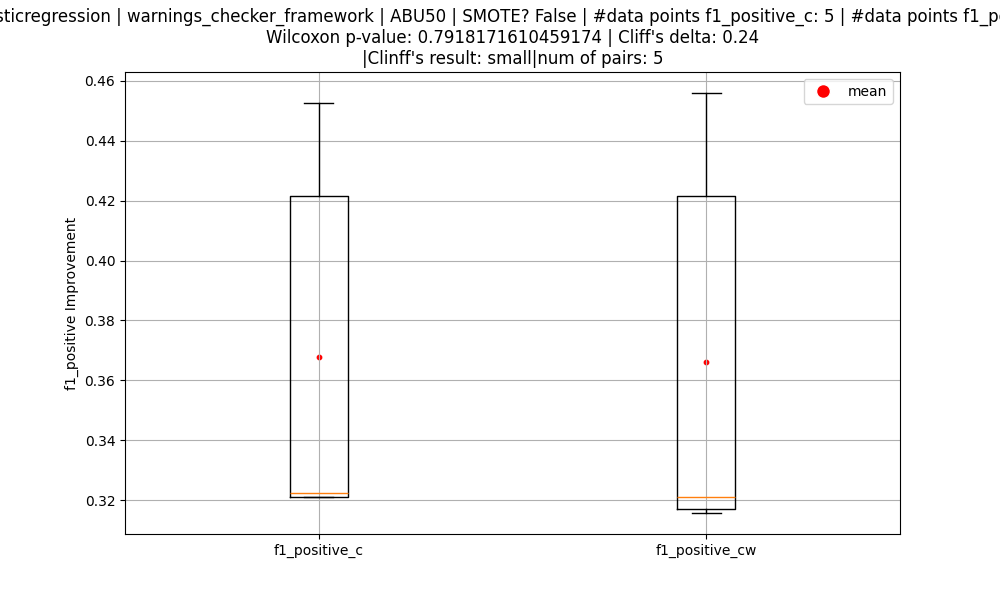 sticregression | warnings_checker_framework | ABU50 | SMOTE? False | #data points f1_positive_c: 5 | #data points f1_p
Wilcoxon p-value: 0.7918171610459174 | Cliff's delta: 0.24
|Clinff's result: small|num of pairs: 5
mean
0.46
0.44
0.42
0.40
0.38
0.36
0.34
0.32
f1_positive Improvement
f1_positive_c
f1_positive_cw